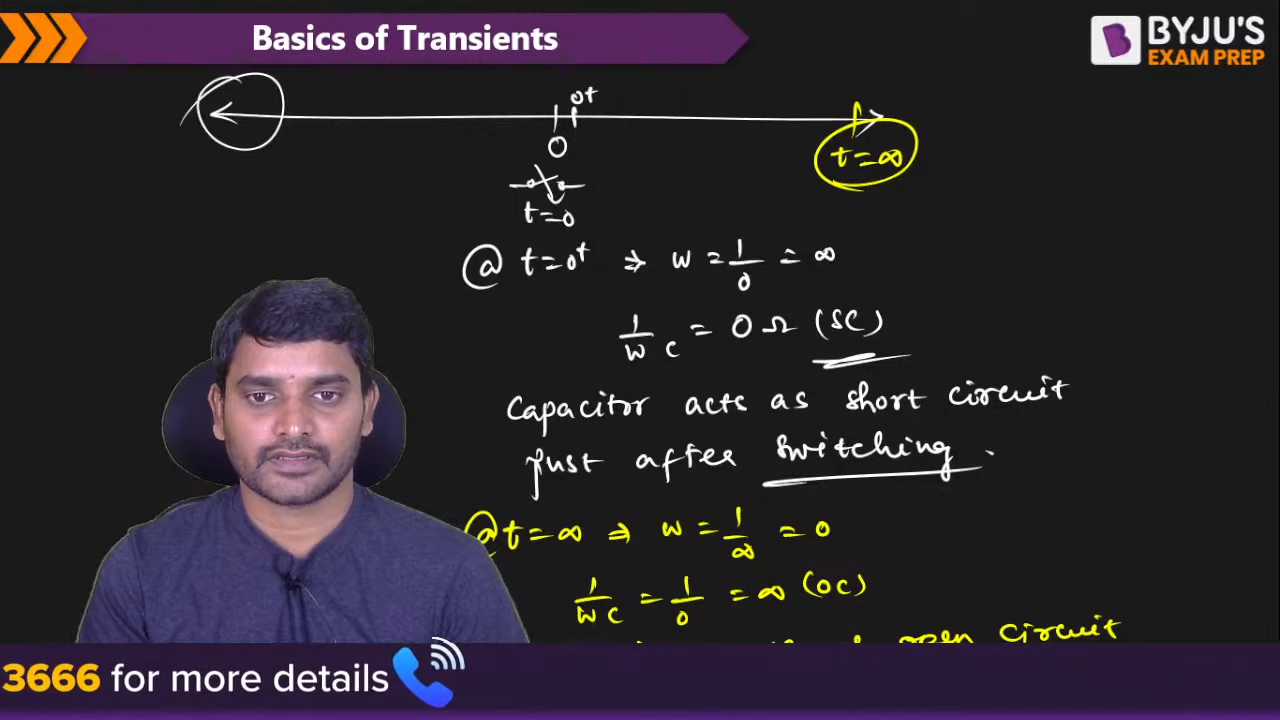 Basics of Transients
BYJU'S
EXAM PREP
0+
0
t=∞
t=0
@ t=0+ ⇒ w = 1/0 = ∞
1/wc = 0 Ω (SC)
Capacitor acts as short circuit
just after switching.
@t=∞ ⇒ w = 1/∞ = 0
1/wc = 1/0 = ∞ (OC)
open circuit
3666 for more details